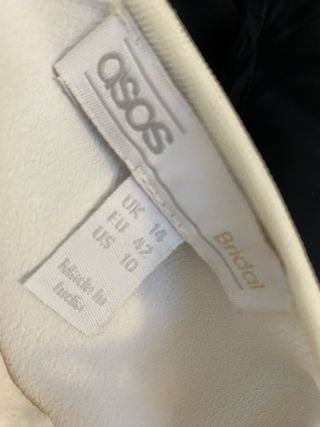 asos
Bridal
UK 14
EU 42
US 10
Made In
India